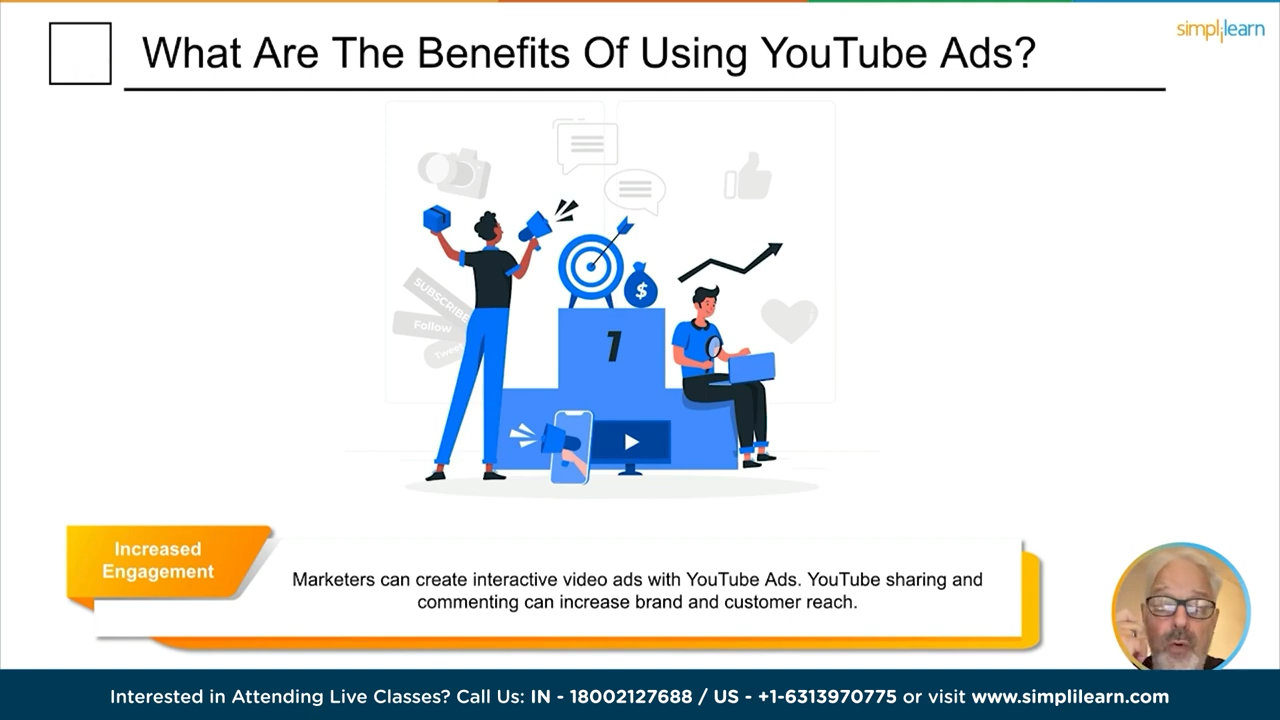 What Are The Benefits Of Using YouTube Ads?
simplilearn
SUBSCRIBE
Follow
Tweet
$
1
Increased
Engagement
Marketers can create interactive video ads with YouTube Ads. YouTube sharing and
commenting can increase brand and customer reach.
Interested in Attending Live Classes? Call Us: IN - 18002127688 / US - +1-6313970775 or visit www.simplilearn.com